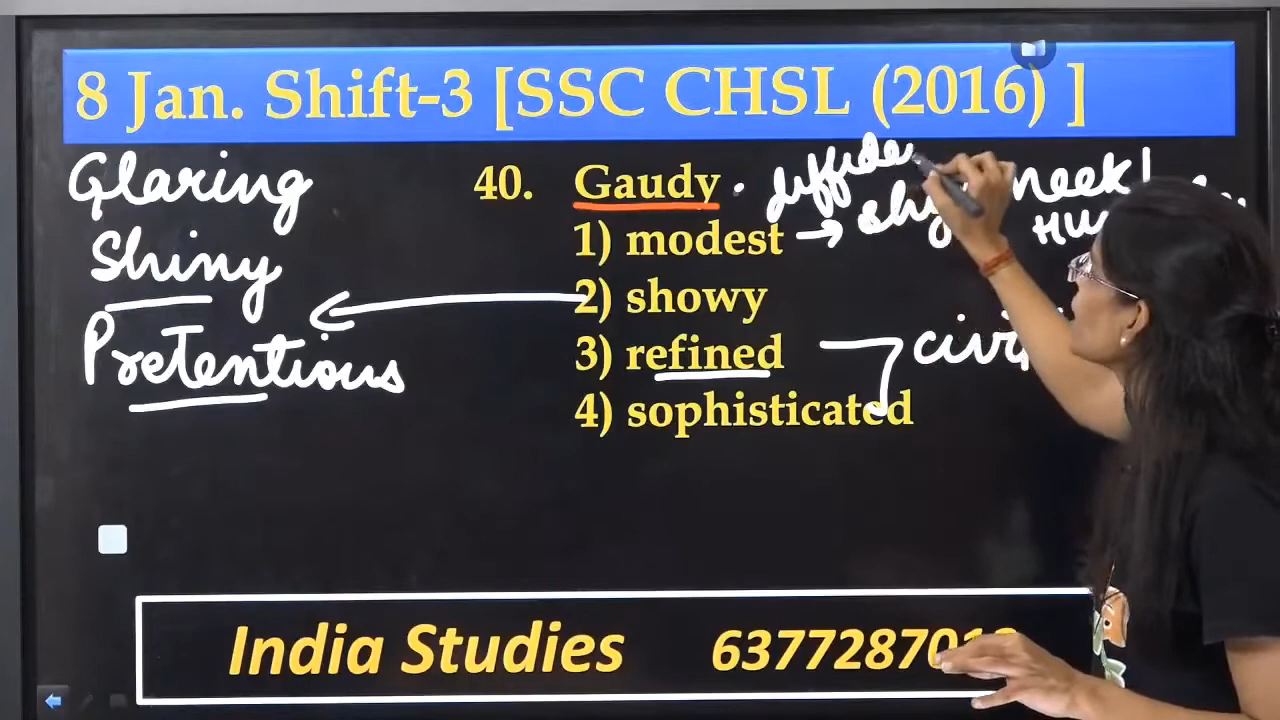 8 Jan. Shift-3 [SSC CHSL (2016) ]
Glaring
Shiny
Pretentious
40. Gaudy
meek
1) modest
2) showy
3) refined
4) sophisticated
India Studies